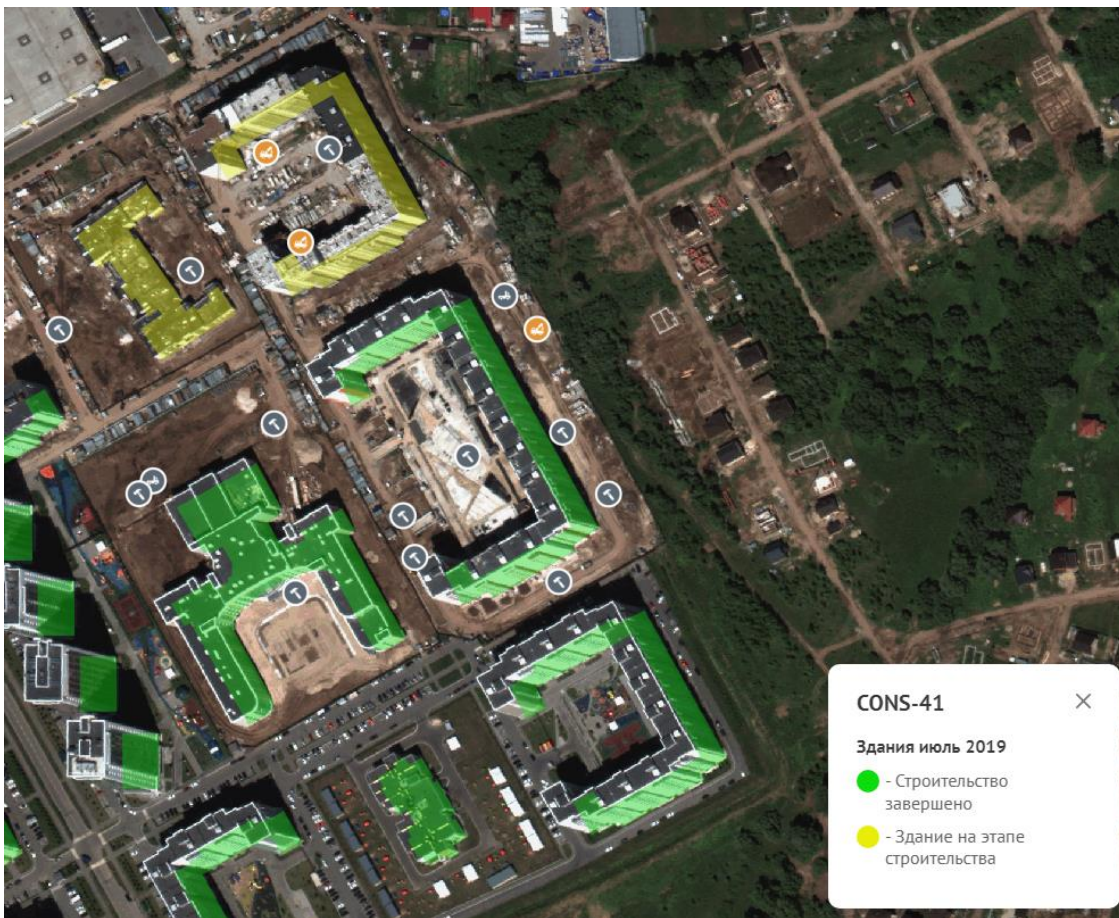 CONS-41
Здания июль 2019
- Строительство
завершено
- Здание на этапе
строительства